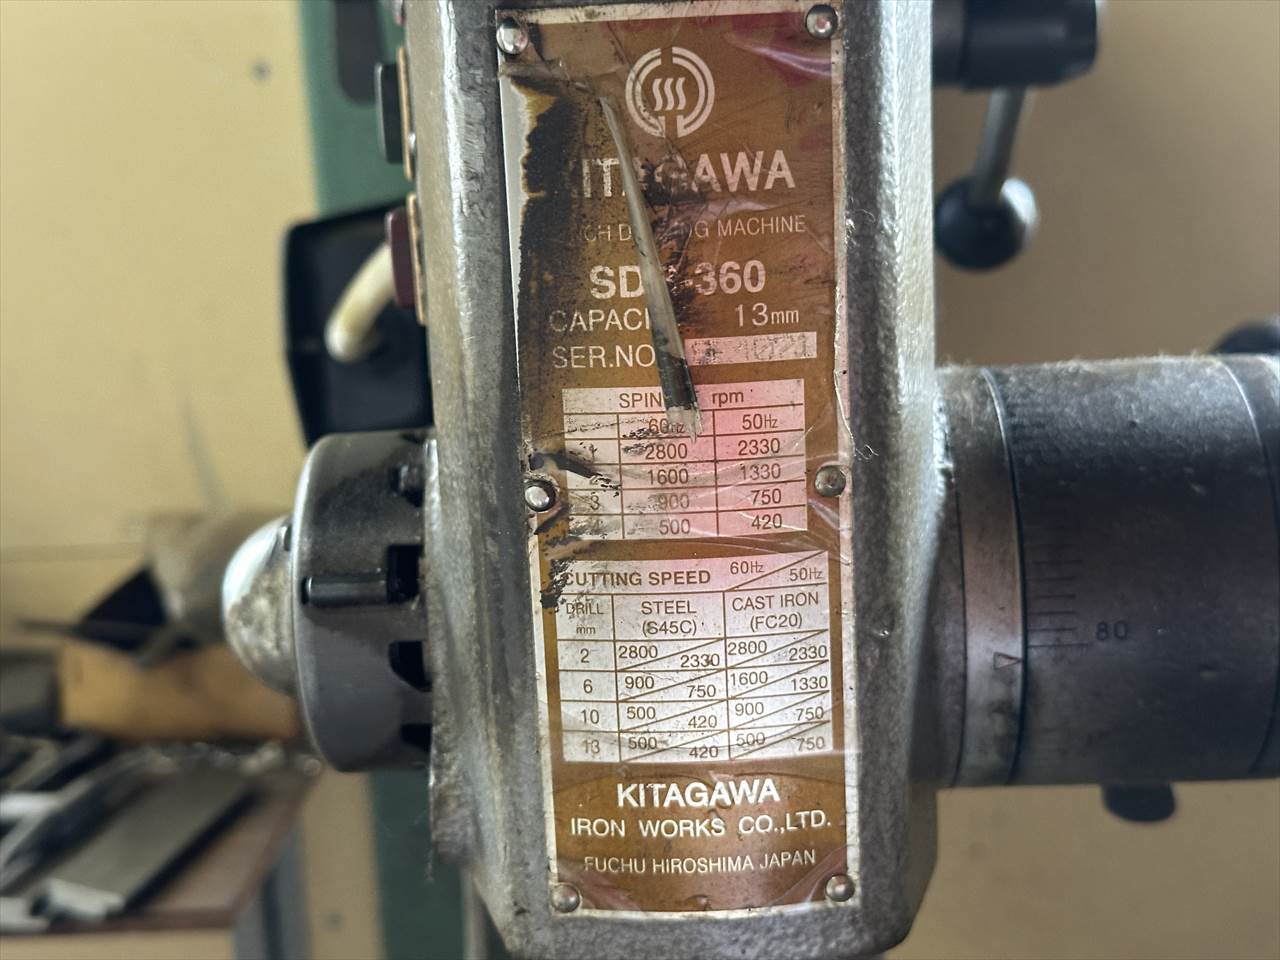 KITAGAWA
MACHINE
360
13mm
SER.NO.
rpm
60Hz 50Hz
1 2800 2330
1600 1330
3 900 750
4 500 420
CUTTING SPEED 60Hz 50Hz
DRILL mm STEEL (S45C) CAST IRON (FC20)
2 2800 2330 2800 2330
6 900 750 1600 1330
10 500 420 900 750
13 500 420 500 750
KITAGAWA
IRON WORKS CO.,LTD.
FUCHU HIROSHIMA JAPAN
80